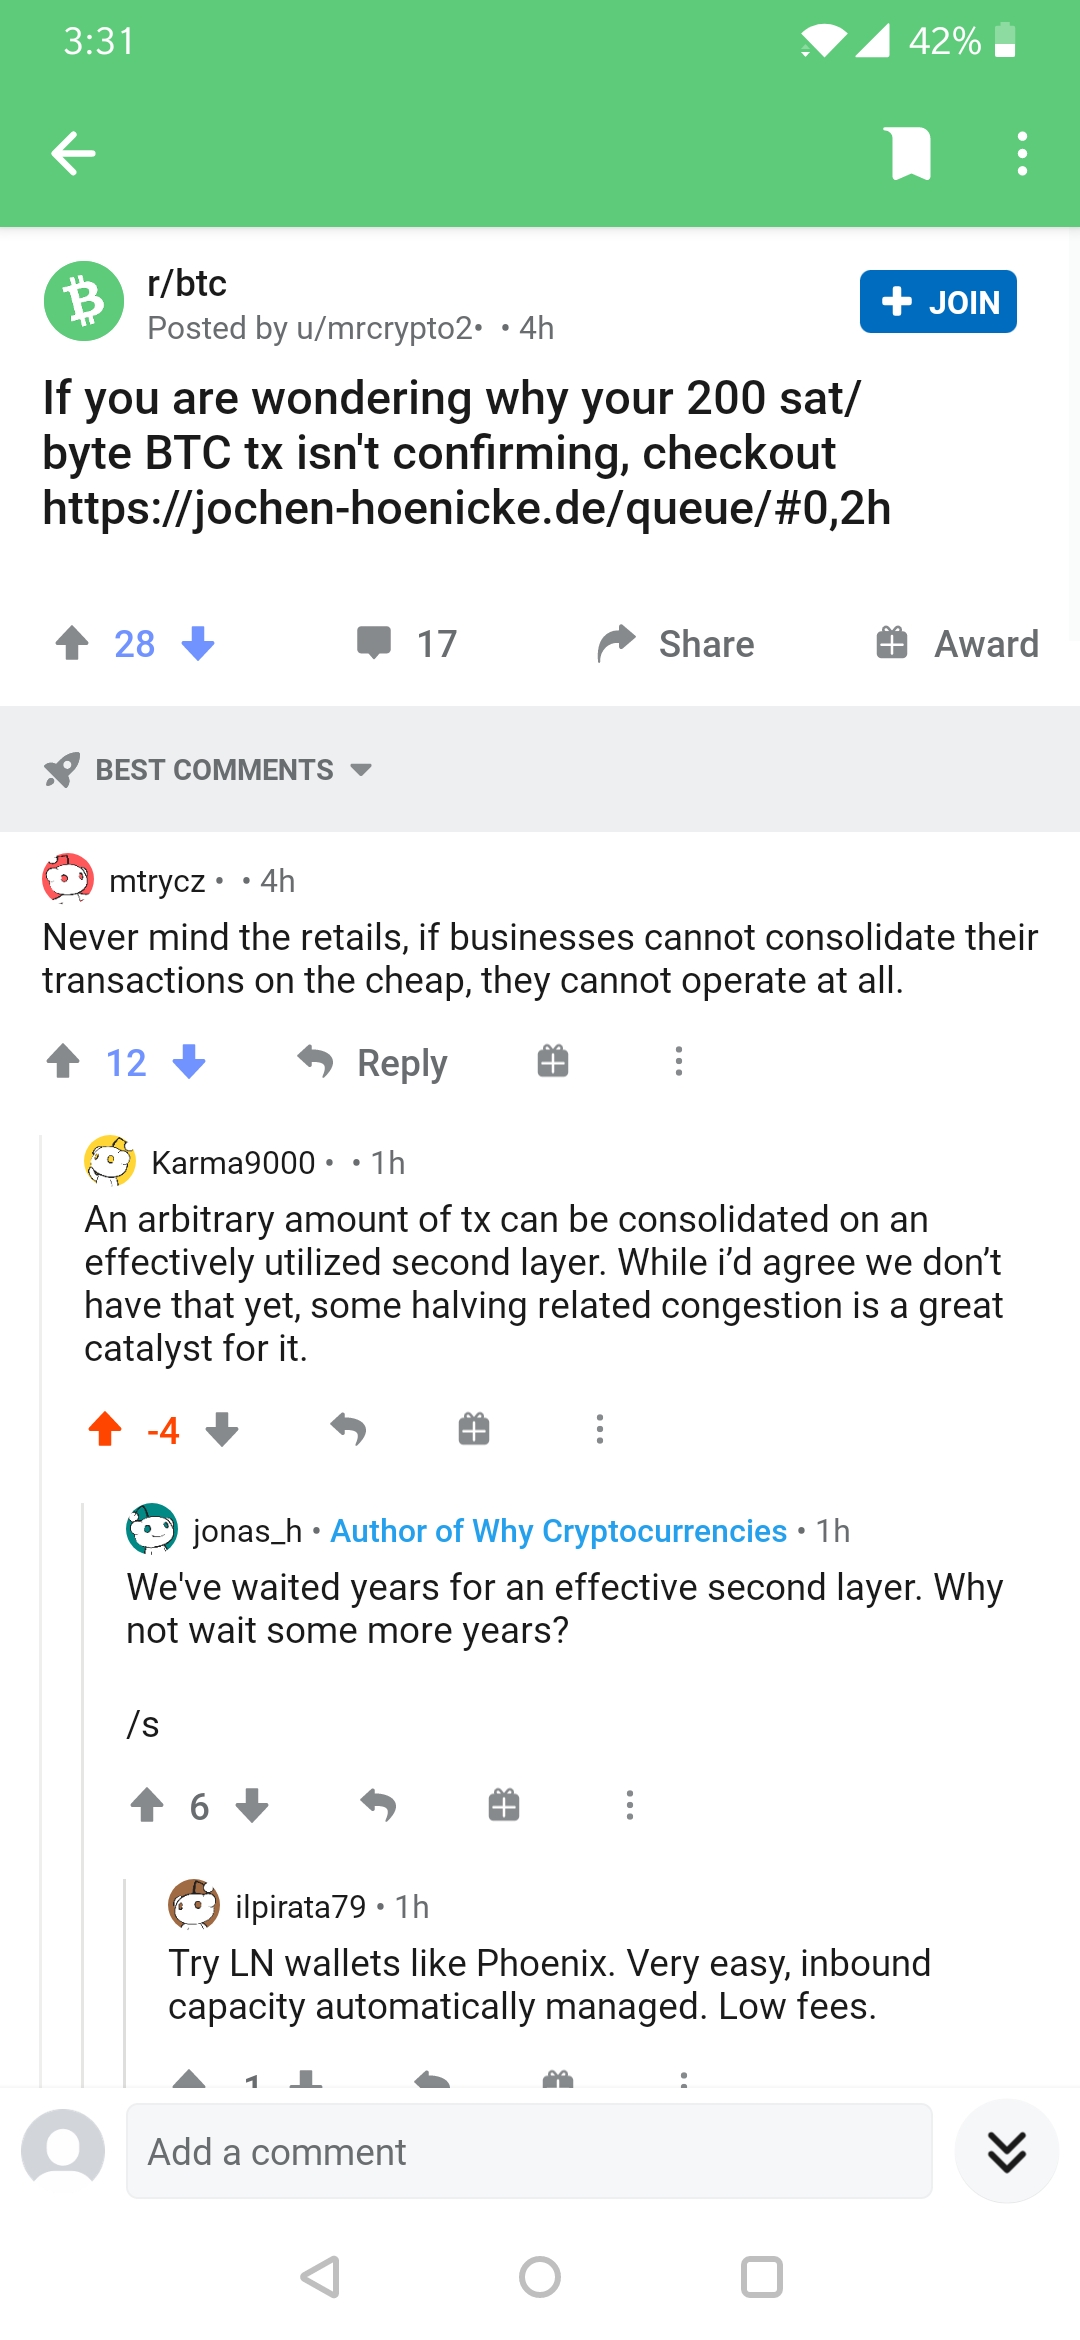 3:31
42%
r/btc
Posted by u/mrcrypto2• • 4h
JOIN
If you are wondering why your 200 sat/
byte BTC tx isn't confirming, checkout
https://jochen-hoenicke.de/queue/#0,2h
28
17
Share
Award
BEST COMMENTS
mtrycz • • 4h
Never mind the retails, if businesses cannot consolidate their
transactions on the cheap, they cannot operate at all.
12
Reply
Karma9000 • • 1h
An arbitrary amount of tx can be consolidated on an
effectively utilized second layer. While i’d agree we don’t
have that yet, some halving related congestion is a great
catalyst for it.
-4
jonas_h • Author of Why Cryptocurrencies • 1h
We've waited years for an effective second layer. Why
not wait some more years?
/s
6
ilpirata79 • 1h
Try LN wallets like Phoenix. Very easy, inbound
capacity automatically managed. Low fees.
1
Add a comment